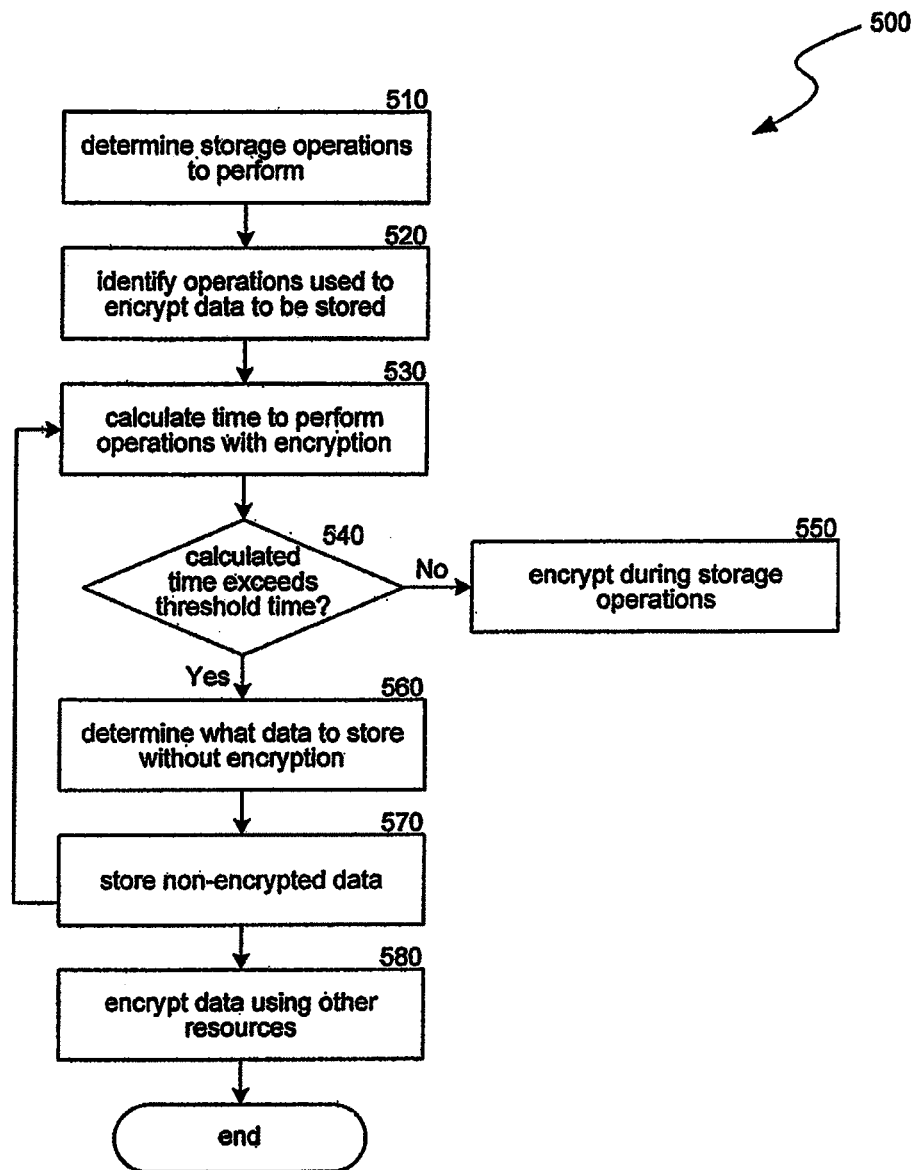 500
510
determine storage operations
to perform
520
identify operations used to
encrypt data to be stored
530
calculate time to perform
operations with encryption
540
calculated
time exceeds
threshold time?
No
550
encrypt during storage
operations
Yes
560
determine what data to store
without encryption
570
store non-encrypted data
580
encrypt data using other
resources
end